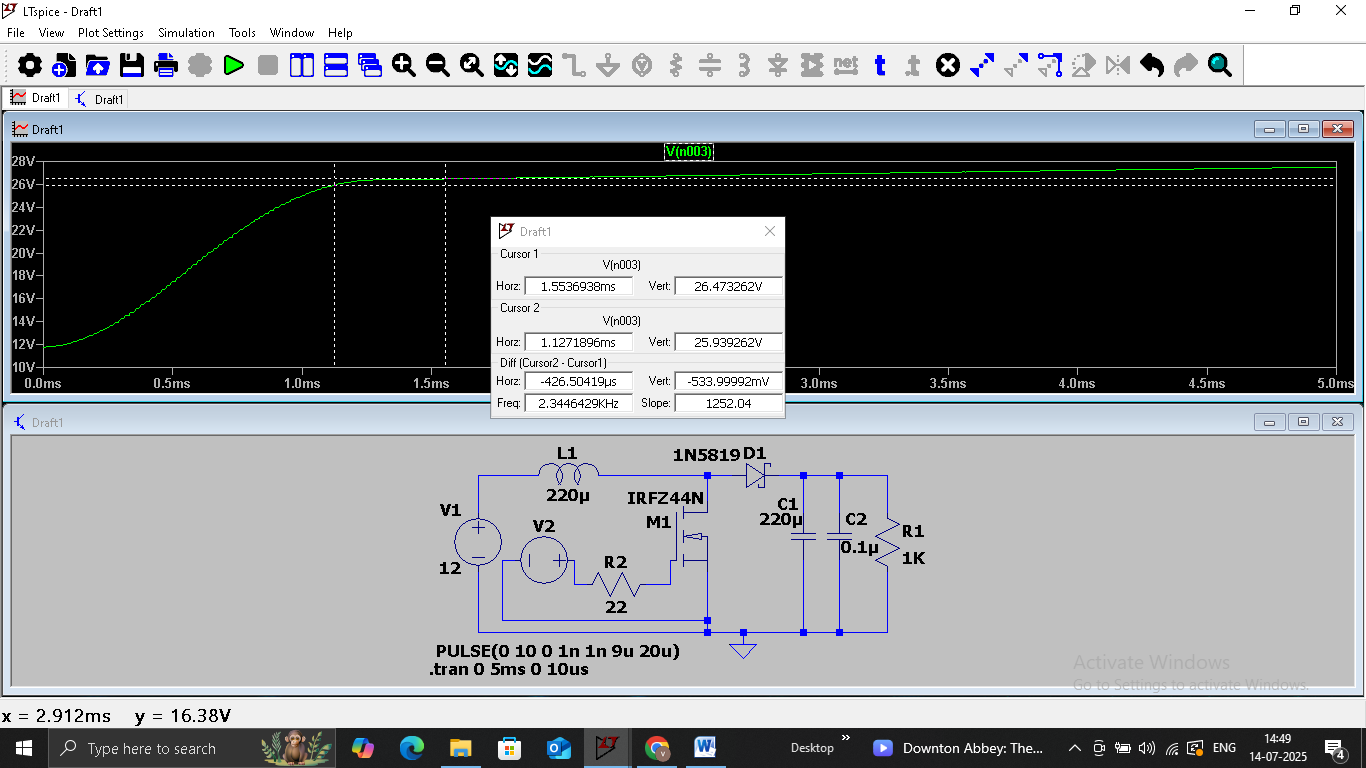 LTspice - Draft1
File View Plot Settings Simulation Tools Window Help
net t t
Draft1 Draft1
Draft1
V(n003)
28V
26V
24V
22V
20V
18V
16V
14V
12V
10V
0.0ms 0.5ms 1.0ms 1.5ms 3.0ms 3.5ms 4.0ms 4.5ms 5.0ms
Draft1
Cursor 1
V(n003)
Horz: 1.5536938ms Vert: 26.473262V
Cursor 2
V(n003)
Horz: 1.1271896ms Vert: 25.939262V
Diff (Cursor2 - Cursor1)
Horz: -426.50419µs Vert: -533.99992mV
Freq: 2.3446429KHz Slope: 1252.04
Draft1
L1
220µ
1N5819 D1
IRFZ44N
M1
V1
12
V2
R2
22
C1
220µ
C2
0.1µ
R1
1K
PULSE(0 10 0 1n 1n 9u 20u)
.tran 0 5ms 0 10us
Activate Windows
Go to Settings to activate Windows.
x = 2.912ms y = 16.38V
Type here to search
Desktop
Downton Abbey: The...
ENG
14:49
14-07-2025
4